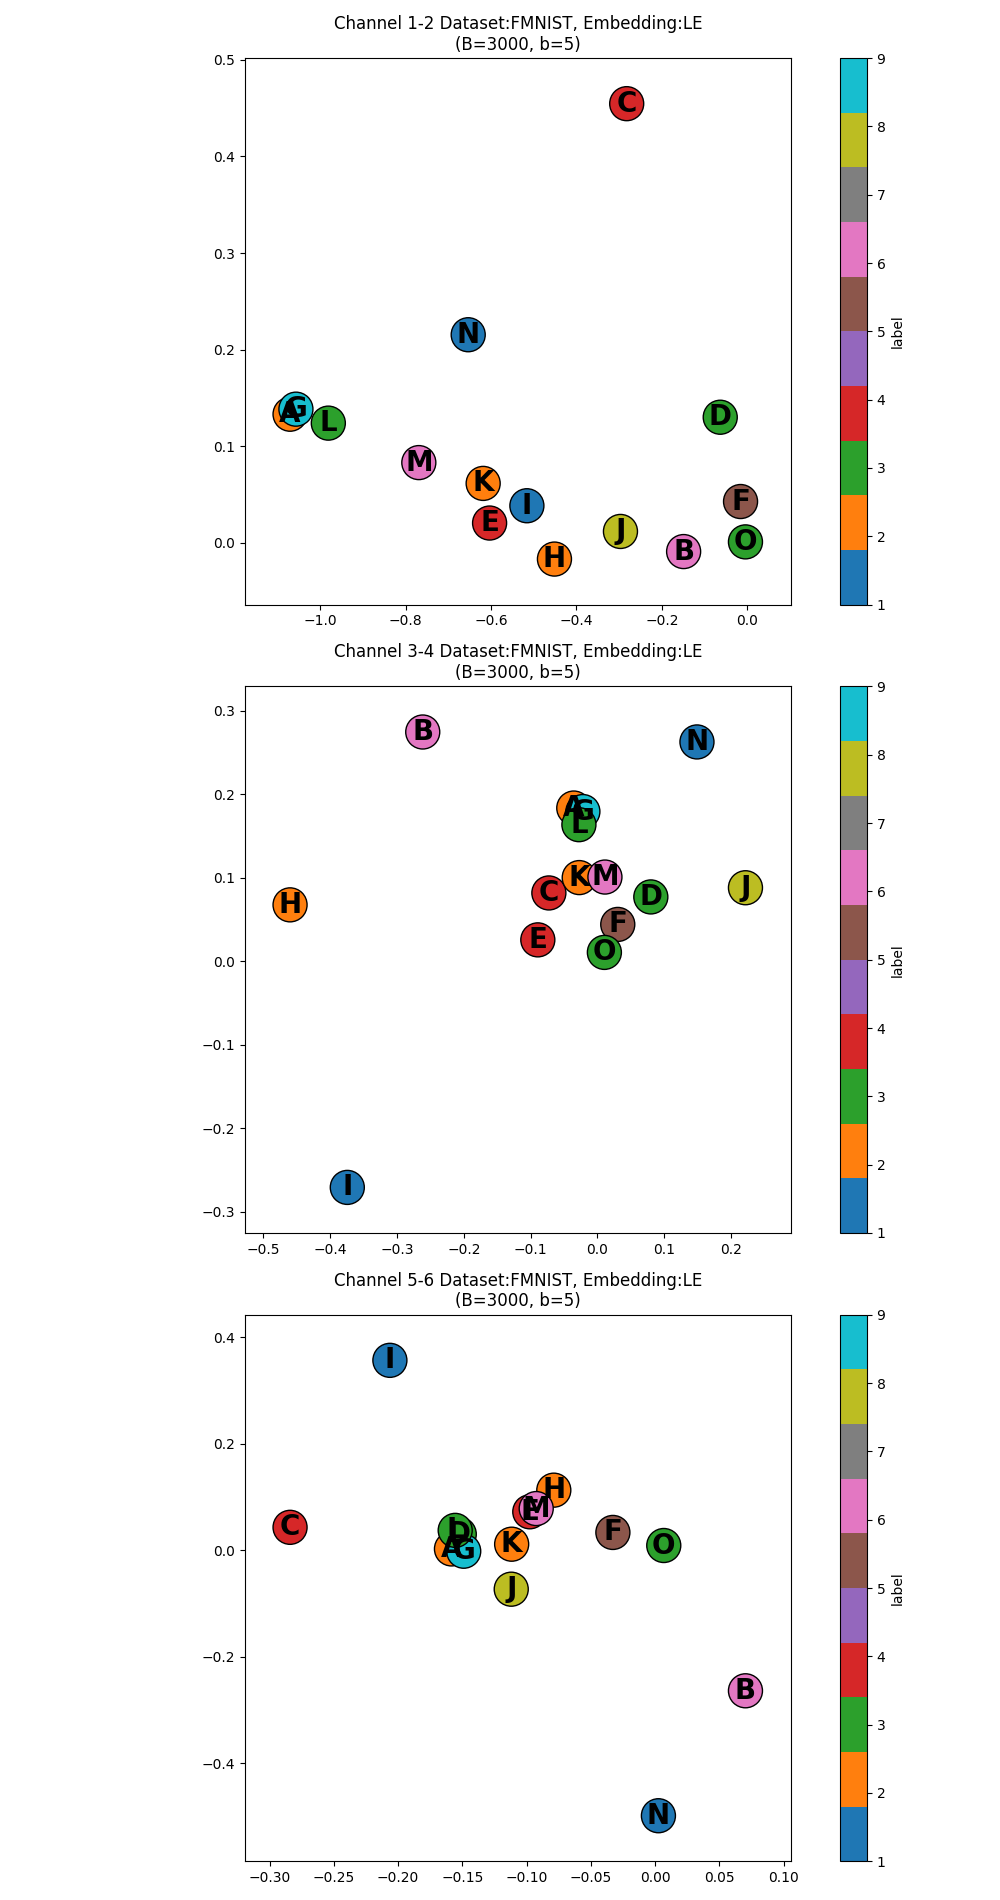 Channel 1-2 Dataset:FMNIST, Embedding:LE
(B=3000, b=5)
0.5
0.4
0.3
0.2
0.1
0.0
C
N
A
G
L
D
M
K
I
F
E
J
O
B
H
−1.0 −0.8 −0.6 −0.4 −0.2 0.0
9
8
7
6
5
4
3
2
1
label
Channel 3-4 Dataset:FMNIST, Embedding:LE
(B=3000, b=5)
0.3
0.2
0.1
0.0
−0.1
−0.2
−0.3
B
N
A
G
L
K
M
J
C
D
H
F
E
O
I
−0.5 −0.4 −0.3 −0.2 −0.1 0.0 0.1 0.2
9
8
7
6
5
4
3
2
1
label
Channel 5-6 Dataset:FMNIST, Embedding:LE
(B=3000, b=5)
0.4
0.2
0.0
−0.2
−0.4
I
H
M
E
C
L
D
F
K
O
A
G
J
B
N
−0.30 −0.25 −0.20 −0.15 −0.10 −0.05 0.00 0.05 0.10
9
8
7
6
5
4
3
2
1
label